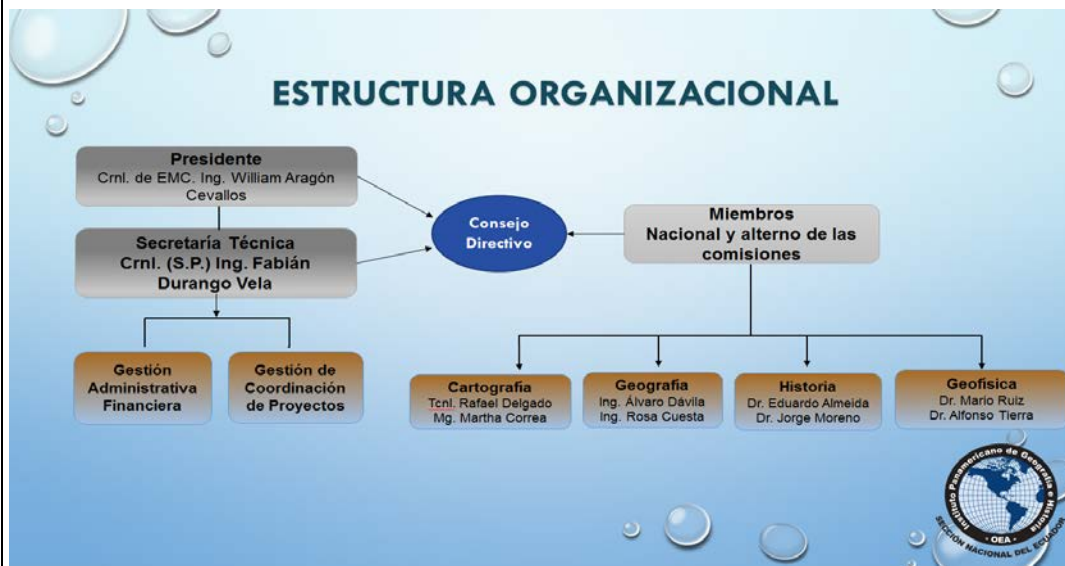 ESTRUCTURA ORGANIZACIONAL
Presidente
Crnl. de EMC. Ing. William Aragón
Cevallos
Secretaría Técnica
Crnl. (S.P.) Ing. Fabián
Durango Vela
Consejo
Directivo
Miembros
Nacional y alterno de las
comisiones
Gestión
Administrativa
Financiera
Gestión de
Coordinación
de Proyectos
Cartografia
Tcnl. Rafael Delgado
Mg. Martha Correa
Geografia
Ing. Álvaro Dávila
Ing. Rosa Cuesta
Historia
Dr. Eduardo Almeida
Dr. Jorge Moreno
Geofisica
Dr. Mario Ruiz
Dr. Alfonso Tierra
Instituto Panamericano de Geografía e Historia
· OEA ·
SECCIÓN NACIONAL DEL ECUADOR